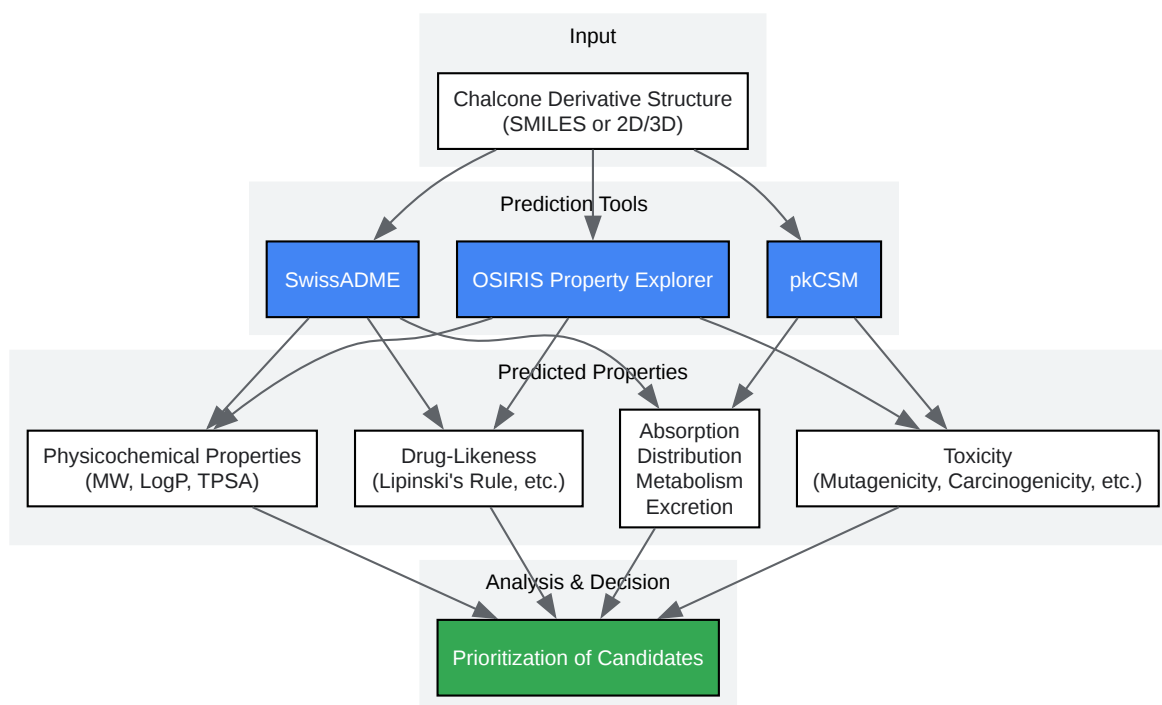 Input
Chalcone Derivative Structure
(SMILES or 2D/3D)
Prediction Tools
SwissADME
OSIRIS Property Explorer
pkCSM
Predicted Properties
Physicochemical Properties
(MW, LogP, TPSA)
Drug-Likeness
(Lipinski's Rule, etc.)
Absorption
Distribution
Metabolism
Excretion
Toxicity
(Mutagenicity, Carcinogenicity, etc.)
Analysis & Decision
Prioritization of Candidates